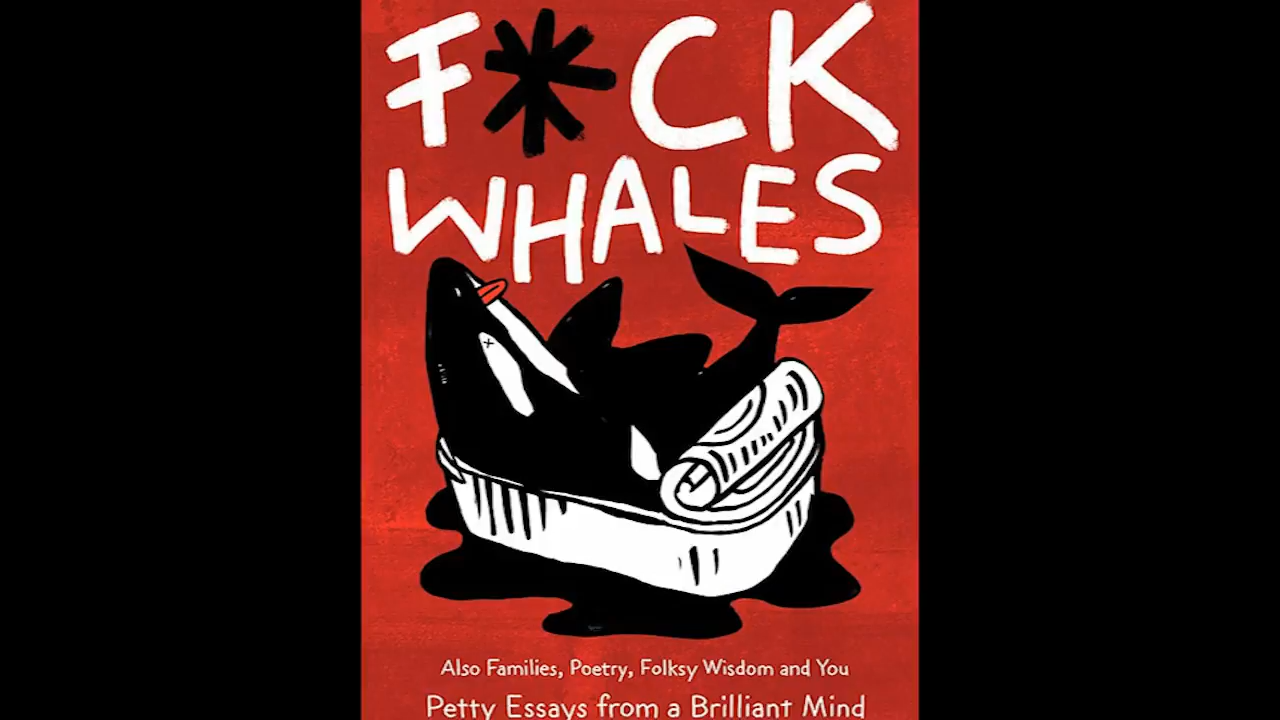 F*CK
WHALES
Also Families, Poetry, Folksy Wisdom and You
Petty Essays from a Brilliant Mind